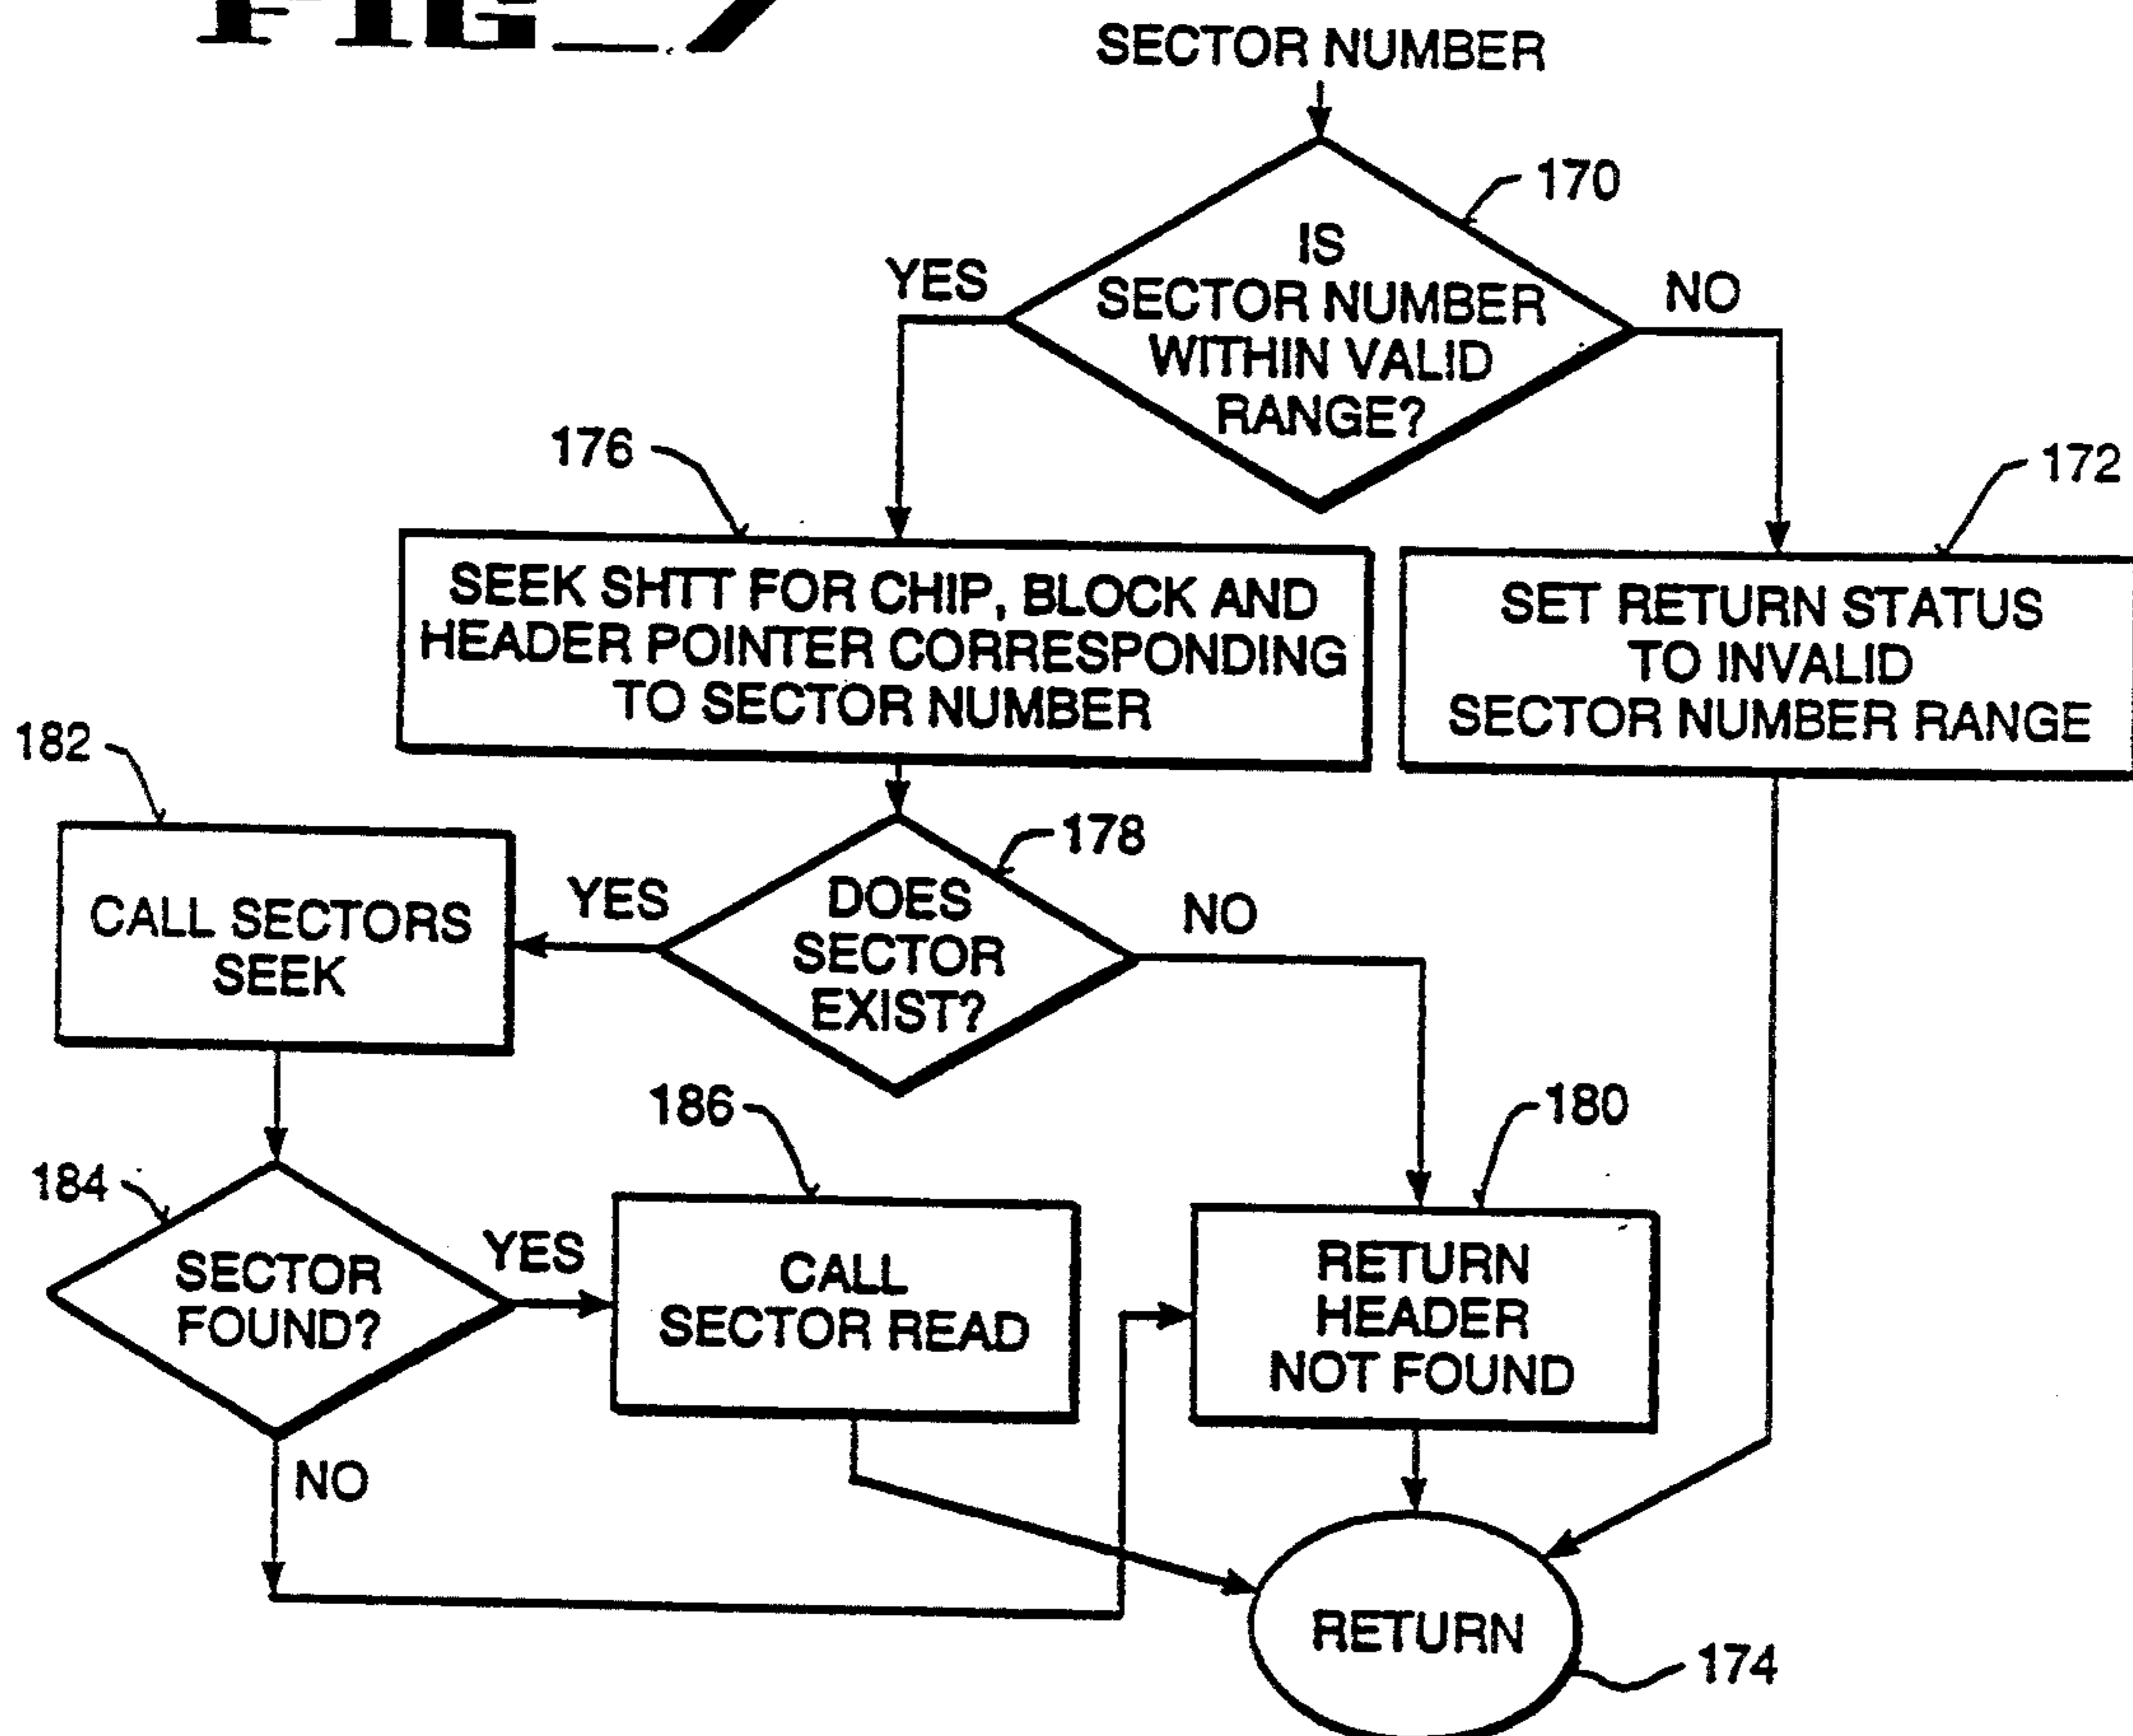 FIG_7
SECTOR NUMBER
170
IS
SECTOR NUMBER
WITHIN VALID
RANGE?
YES
NO
176
172
SEEK SHTT FOR CHIP, BLOCK AND
HEADER POINTER CORRESPONDING
TO SECTOR NUMBER
SET RETURN STATUS
TO INVALID
SECTOR NUMBER RANGE
182
178
CALL SECTORS
SEEK
YES
DOES
SECTOR
EXIST?
NO
186
180
184
SECTOR
FOUND?
YES
CALL
SECTOR READ
RETURN
HEADER
NOT FOUND
NO
RETURN
174